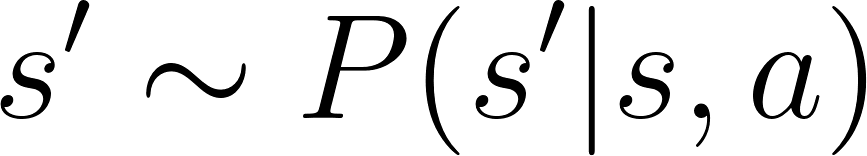 s′ ∼ P(s′|s, a)